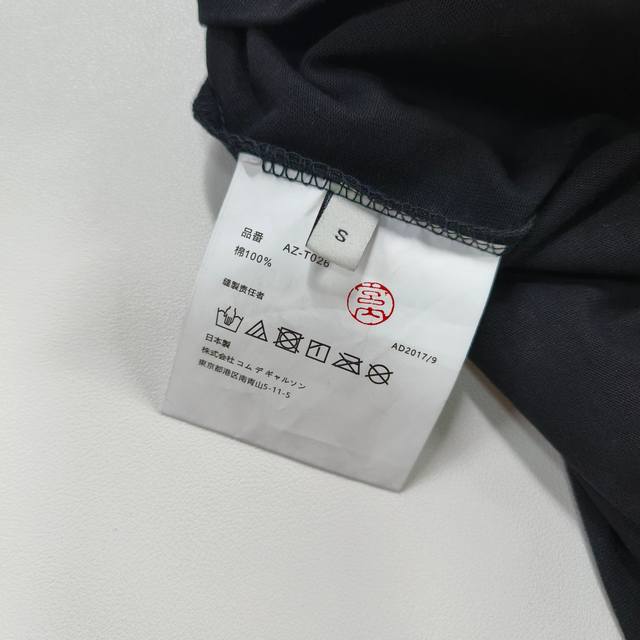 S
品番 AZ-T026
棉100%
縫製责任者
AD2017/9
日本製
株式会社コム デギャルソン
東京都港区南青山5-11-5